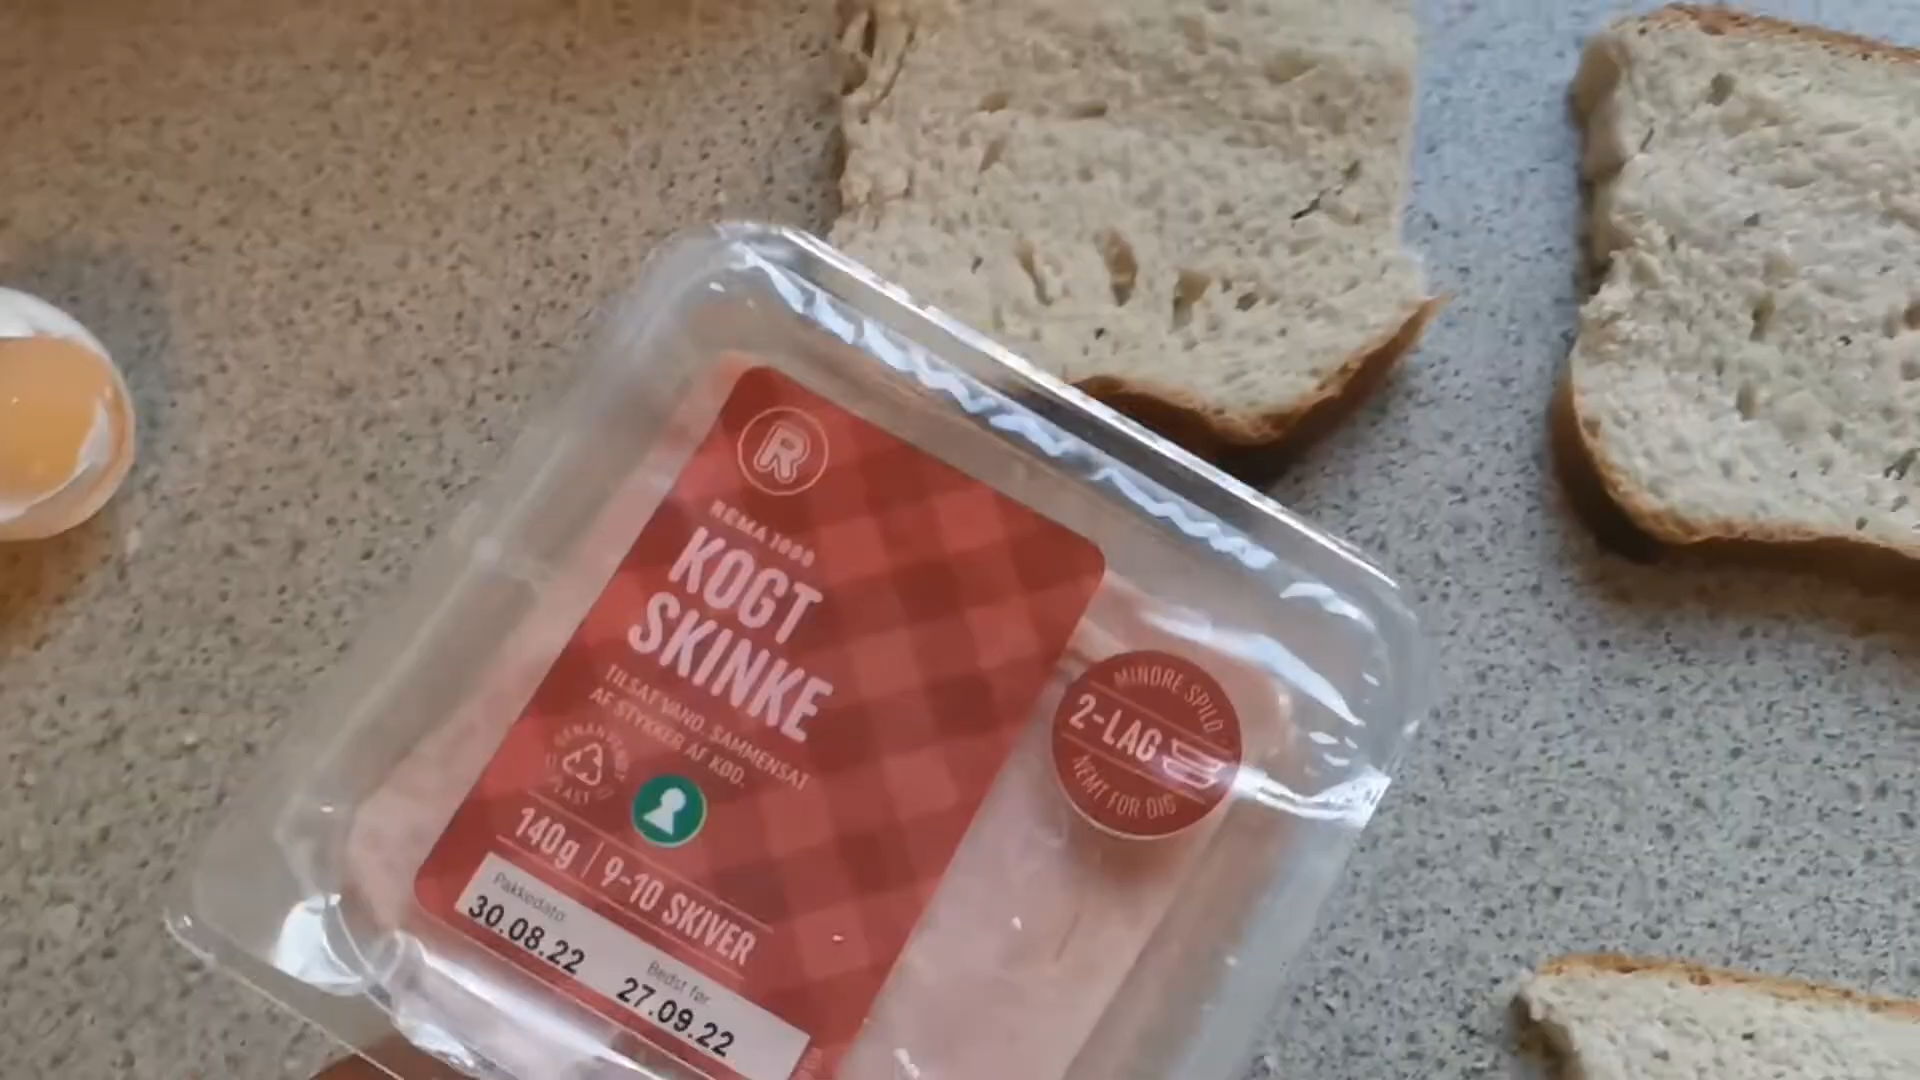 R
REMA 1000
KOGT
SKINKE
TILSAT VAND. SAMMENSAT
AF STYKKER AF KØD.
140g | 9-10 SKIVER
Pakkedato:
30.08.22
Bedst før:
27.09.22
MINDRE SPILD
2-LAG
NEMT FOR DIG